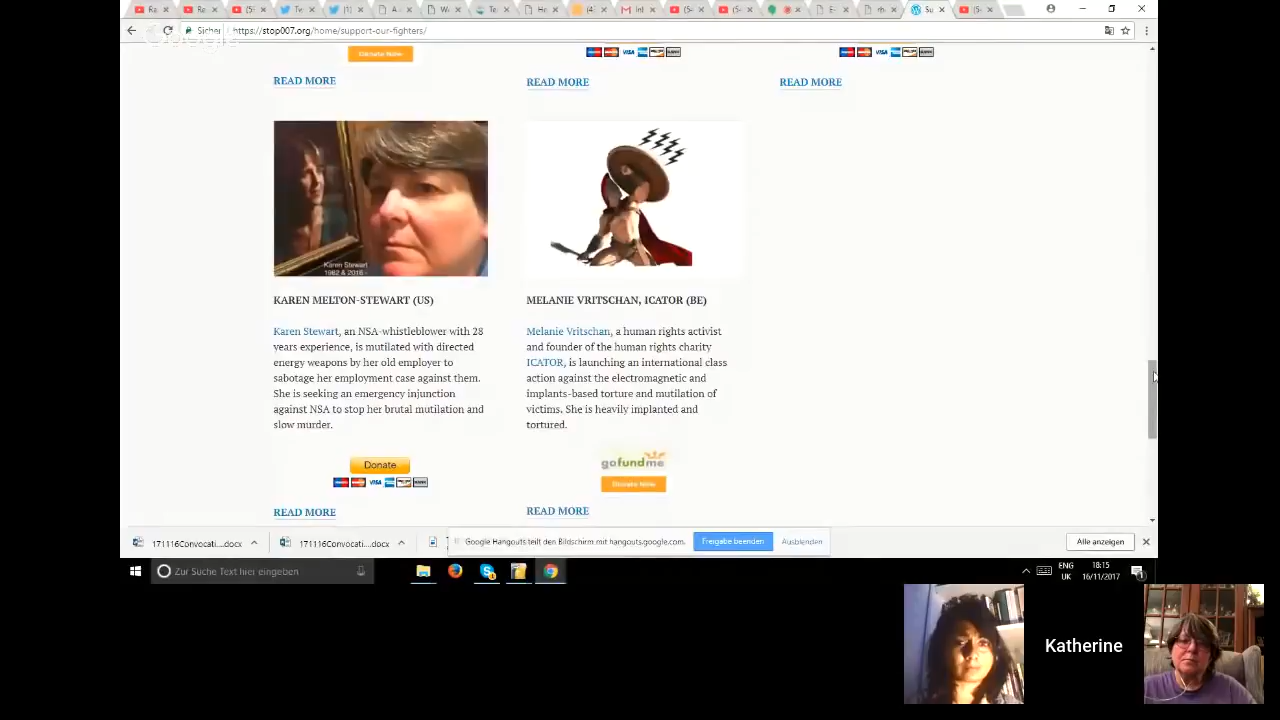 https://stop007.org/home/support-our-fighters/
Donate Now
READ MORE
READ MORE
READ MORE
Karen Stewart
1962 & 2016 -
KAREN MELTON-STEWART (US)
MELANIE VRITSCHAN, ICATOR (BE)
Karen Stewart, an NSA-whistleblower with 28
years experience, is mutilated with directed
energy weapons by her old employer to
sabotage her employment case against them.
She is seeking an emergency injunction
against NSA to stop her brutal mutilation and
slow murder.
Melanie Vritschan, a human rights activist
and founder of the human rights charity
ICATOR, is launching an international class
action against the electromagnetic and
implants-based torture and mutilation of
victims. She is heavily implanted and
tortured.
Donate
VISA
gofundme
Donate Now
READ MORE
READ MORE
171116Convocati....docx
171116Convocati....docx
Google Hangouts teilt den Bildschirm mit hangouts.google.com.
Freigabe beenden
Ausblenden
Alle anzeigen
Zur Suche Text hier eingeben
ENG
UK
18:15
16/11/2017
Katherine